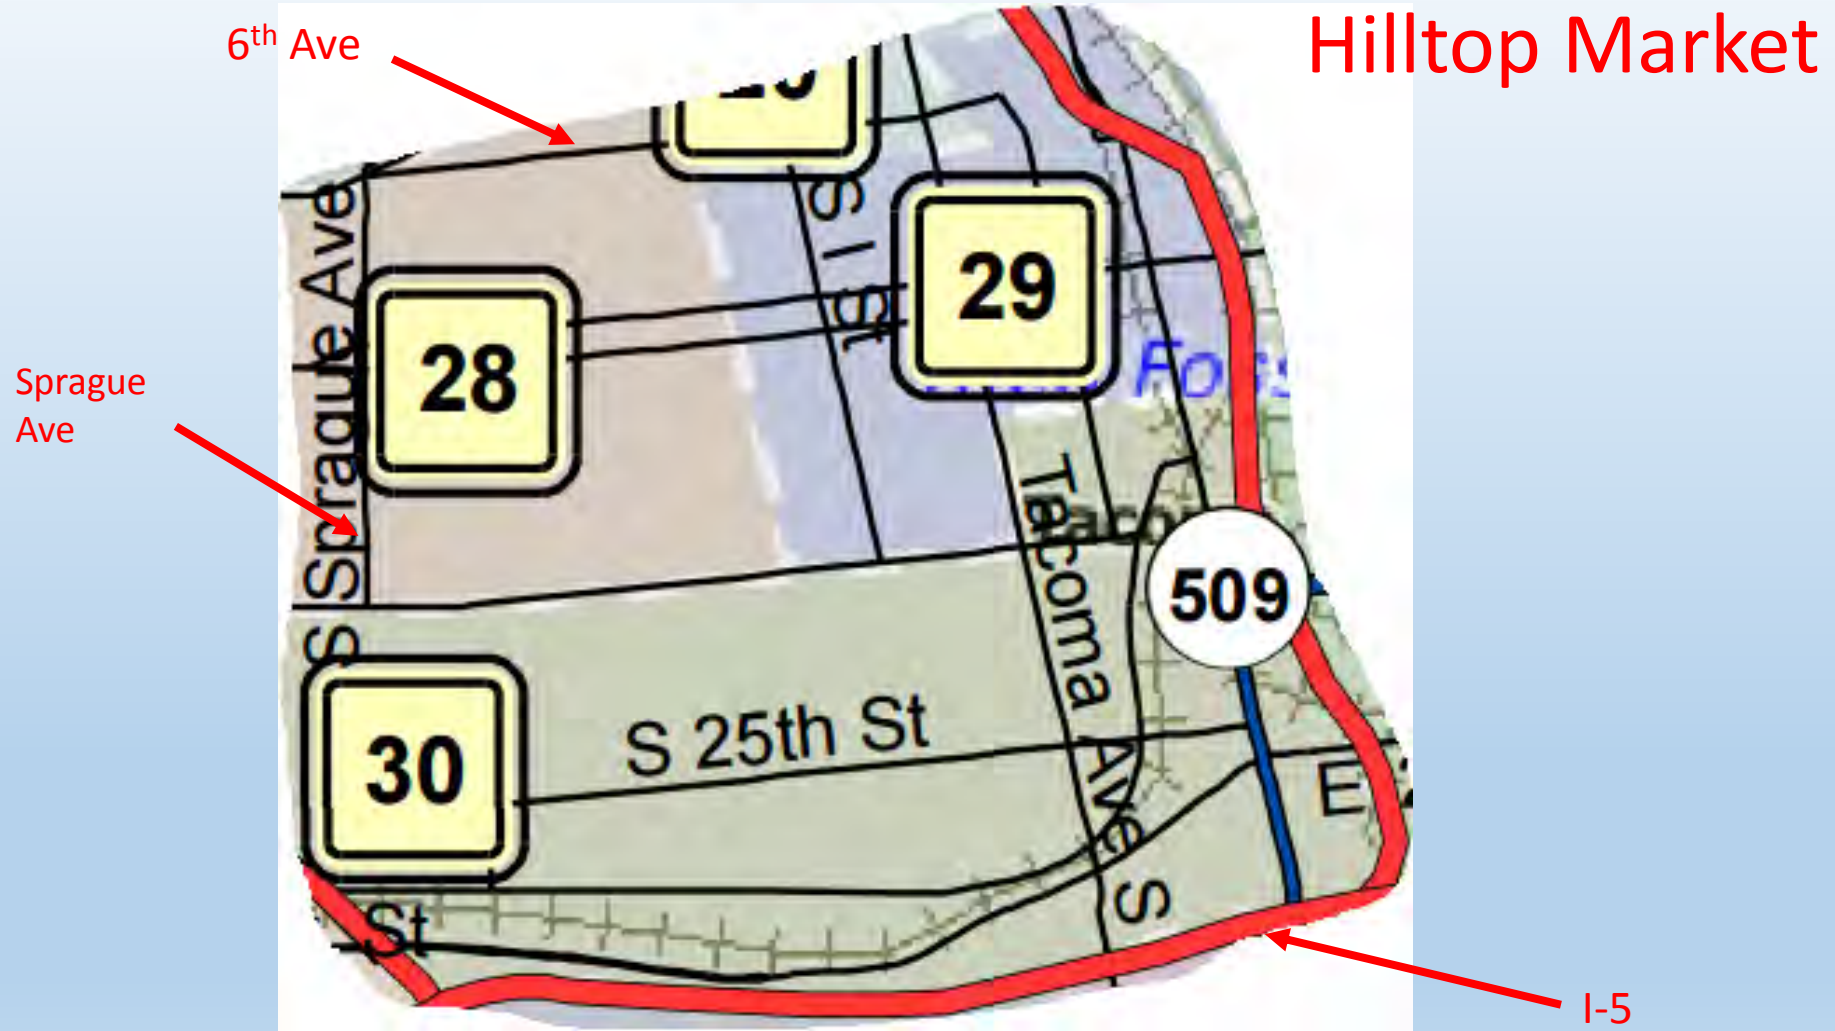 Hilltop Market
6th Ave
S I St
29
28
Sprague
Ave
S Sprague Ave
Tacoma Ave S
509
S 25th St
30
E
St
I-5